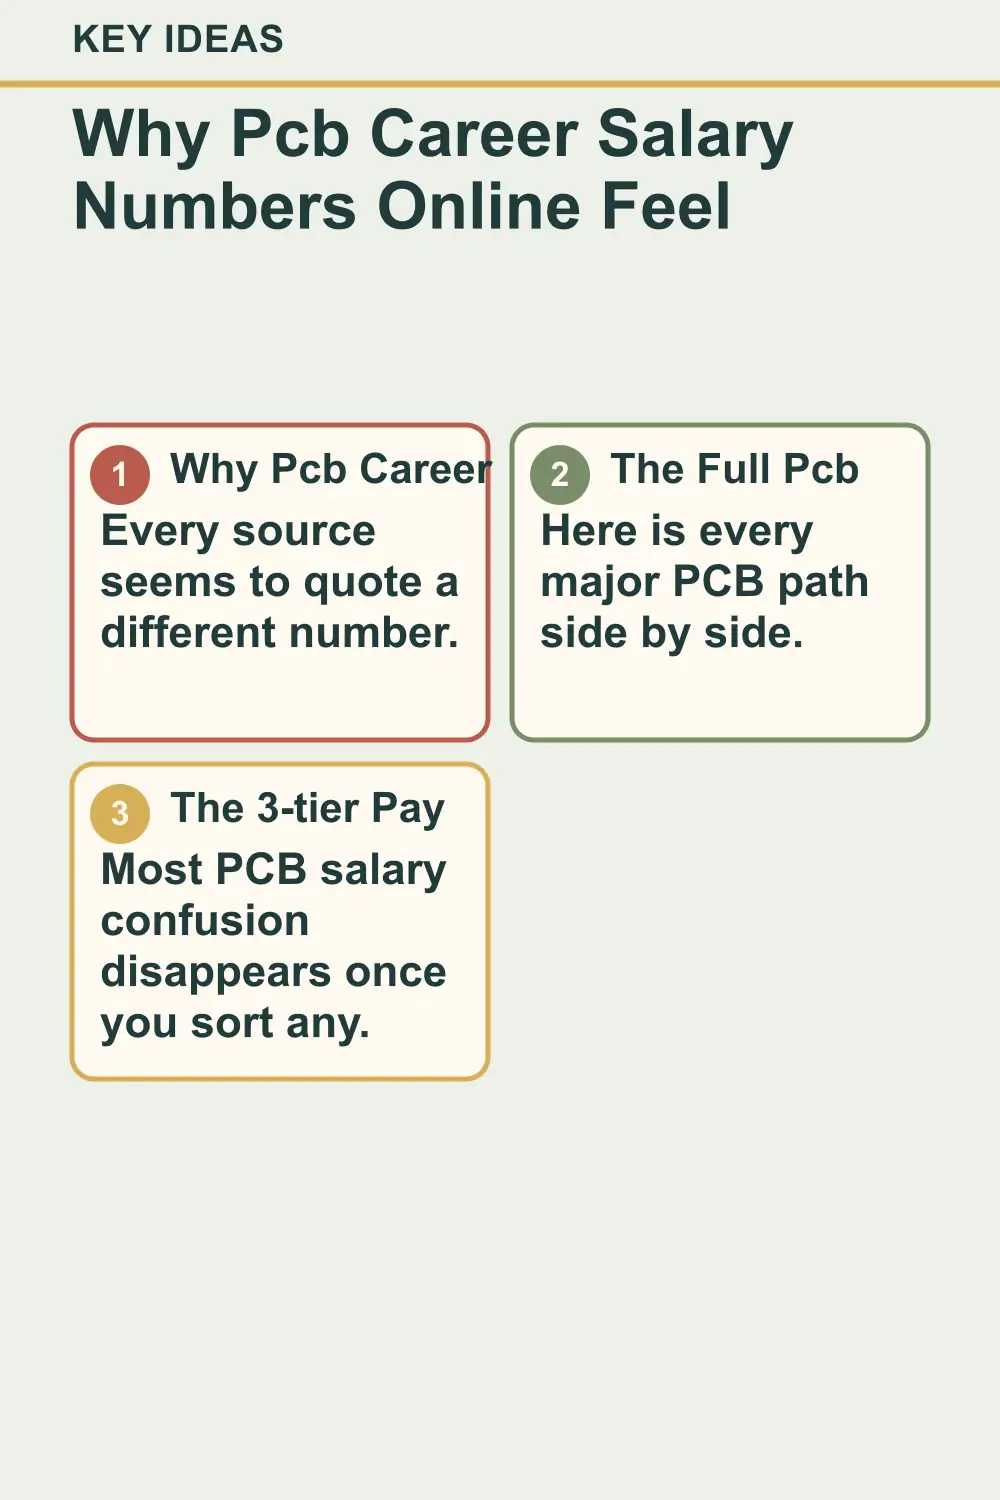 KEY IDEAS
Why Pcb Career Salary
Numbers Online Feel
1 Why Pcb Career
Every source
seems to quote a
different number.
2 The Full Pcb
Here is every
major PCB path
side by side.
3 The 3-tier Pay
Most PCB salary
confusion
disappears once
you sort any.